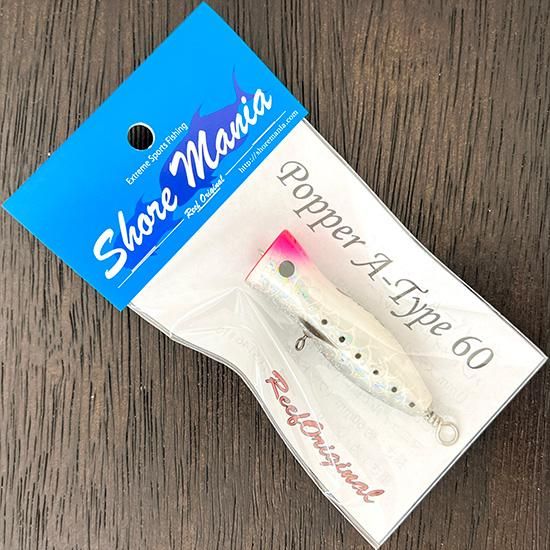 Extreme Sports Fishing
Shore Mania
Reef Original
http://shoremania.com/
Popper A-Type 60
ReefOriginal